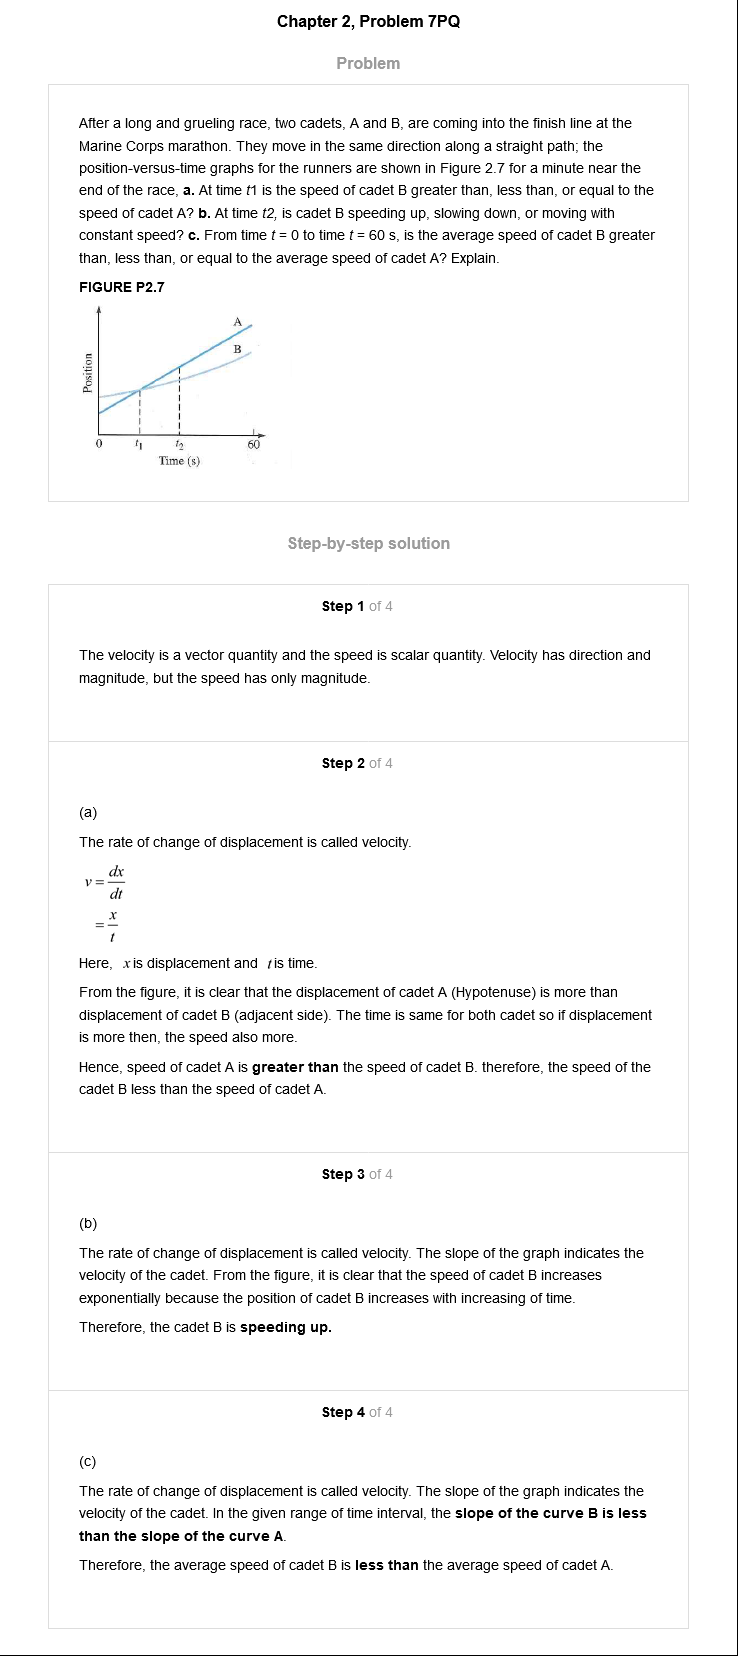 Chapter 2, Problem 7PQ
Problem
After a long and grueling race, two cadets, A and B, are coming into the finish line at the
Marine Corps marathon. They move in the same direction along a straight path; the
position-versus-time graphs for the runners are shown in Figure 2.7 for a minute near the
end of the race, a. At time t1 is the speed of cadet B greater than, less than, or equal to the
speed of cadet A? b. At time t2, is cadet B speeding up, slowing down, or moving with
constant speed? c. From time t = 0 to time t = 60 s, is the average speed of cadet B greater
than, less than, or equal to the average speed of cadet A? Explain.
FIGURE P2.7
A
B
Position
0 t₁ t₂ 60
Time (s)
Step-by-step solution
Step 1 of 4
The velocity is a vector quantity and the speed is scalar quantity. Velocity has direction and
magnitude, but the speed has only magnitude.
Step 2 of 4
(a)
The rate of change of displacement is called velocity.
v = dx/dt
= x/t
Here, x is displacement and t is time.
From the figure, it is clear that the displacement of cadet A (Hypotenuse) is more than
displacement of cadet B (adjacent side). The time is same for both cadet so if displacement
is more then, the speed also more.
Hence, speed of cadet A is greater than the speed of cadet B. therefore, the speed of the
cadet B less than the speed of cadet A.
Step 3 of 4
(b)
The rate of change of displacement is called velocity. The slope of the graph indicates the
velocity of the cadet. From the figure, it is clear that the speed of cadet B increases
exponentially because the position of cadet B increases with increasing of time.
Therefore, the cadet B is speeding up.
Step 4 of 4
(c)
The rate of change of displacement is called velocity. The slope of the graph indicates the
velocity of the cadet. In the given range of time interval, the slope of the curve B is less
than the slope of the curve A.
Therefore, the average speed of cadet B is less than the average speed of cadet A.